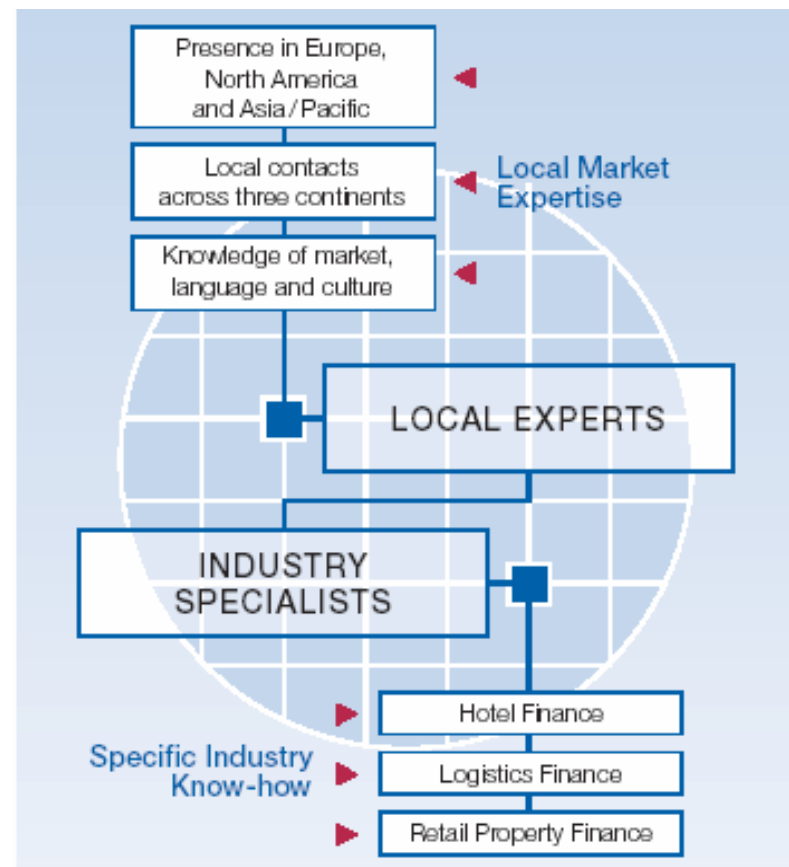 Presence in Europe,
North America
and Asia / Pacific
Local contacts
across three continents
Local Market
Expertise
Knowledge of market,
language and culture
LOCAL EXPERTS
INDUSTRY
SPECIALISTS
Hotel Finance
Specific Industry
Know-how
Logistics Finance
Retail Property Finance